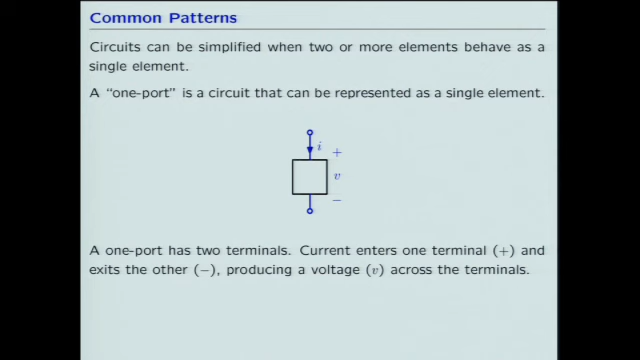 Common Patterns
Circuits can be simplified when two or more elements behave as a
single element.
A “one-port” is a circuit that can be represented as a single element.
i
+
v
−
A one-port has two terminals. Current enters one terminal (+) and
exits the other (−), producing a voltage (v) across the terminals.